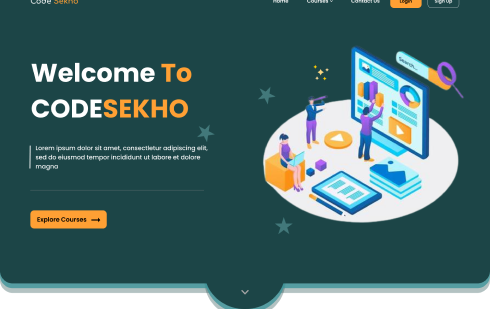 Code Sekho
Home Courses Contact Us Login Sign Up
Welcome To
CODESEKHO
Search...
Lorem ipsum dolor sit amet, consectetur adipiscing elit,
sed do eiusmod tempor incididunt ut labore et dolore
magna
Explore Courses